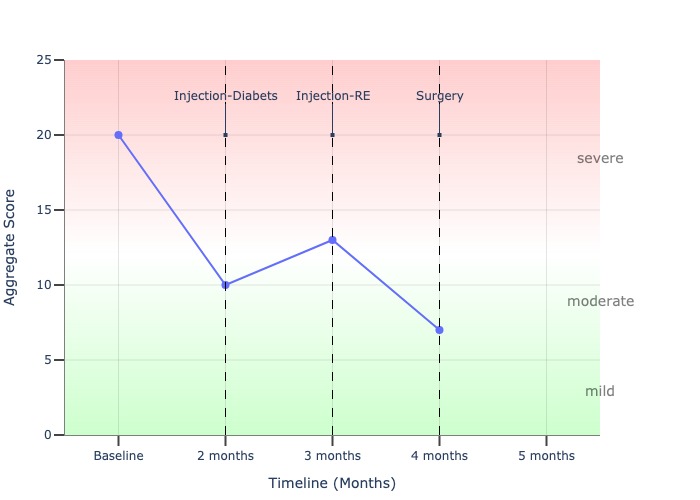 25
Injection-Diabets Injection-RE Surgery
20
severe
15
Aggregate Score
10
moderate
5
mild
0
Baseline 2 months 3 months 4 months 5 months
Timeline (Months)